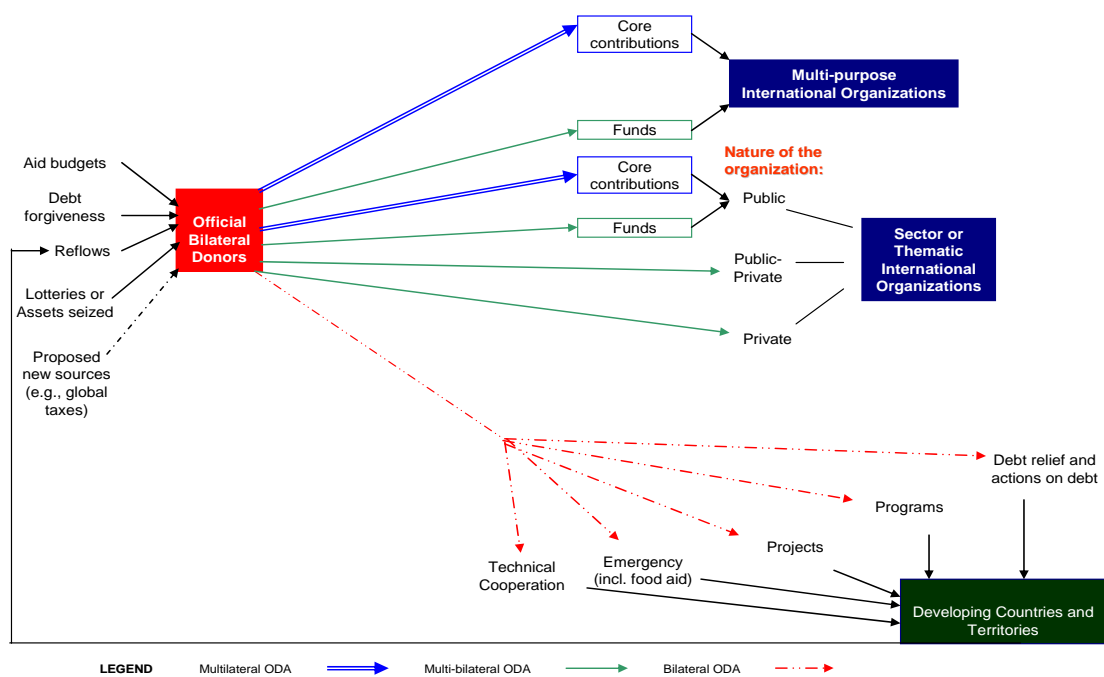 Core
contributions
Multi-purpose
International Organizations
Funds
Aid budgets
Core
contributions
Nature of the
organization:
Debt
forgiveness
Official
Bilateral
Donors
Public
Funds
Reflows
Sector or
Thematic
International
Organizations
Public-
Private
Lotteries or
Assets seized
Private
Proposed
new sources
(e.g., global
taxes)
Debt relief and
actions on debt
Programs
Projects
Emergency
(incl. food aid)
Technical
Cooperation
Developing Countries and
Territories
LEGEND Multilateral ODA Multi-bilateral ODA Bilateral ODA